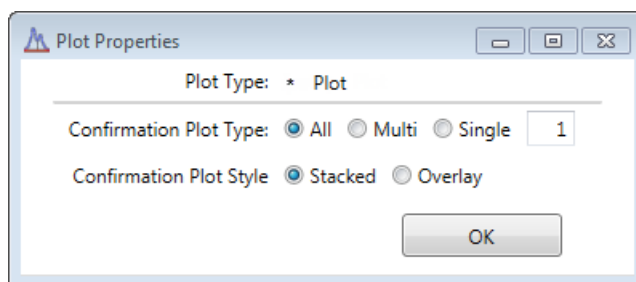 Plot Properties
Plot Type: * Plot
Confirmation Plot Type: All Multi Single 1
Confirmation Plot Style Stacked Overlay
OK